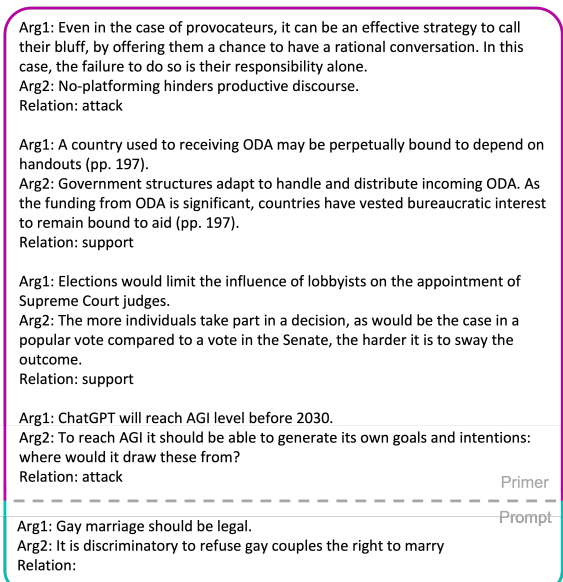 Arg1: Even in the case of provocateurs, it can be an effective strategy to call
their bluff, by offering them a chance to have a rational conversation. In this
case, the failure to do so is their responsibility alone.
Arg2: No-platforming hinders productive discourse.
Relation: attack
Arg1: A country used to receiving ODA may be perpetually bound to depend on
handouts (pp. 197).
Arg2: Government structures adapt to handle and distribute incoming ODA. As
the funding from ODA is significant, countries have vested bureaucratic interest
to remain bound to aid (pp. 197).
Relation: support
Arg1: Elections would limit the influence of lobbyists on the appointment of
Supreme Court judges.
Arg2: The more individuals take part in a decision, as would be the case in a
popular vote compared to a vote in the Senate, the harder it is to sway the
outcome.
Relation: support
Arg1: ChatGPT will reach AGI level before 2030.
Arg2: To reach AGI it should be able to generate its own goals and intentions:
where would it draw these from?
Relation: attack
Primer
Prompt
Arg1: Gay marriage should be legal.
Arg2: It is discriminatory to refuse gay couples the right to marry
Relation: